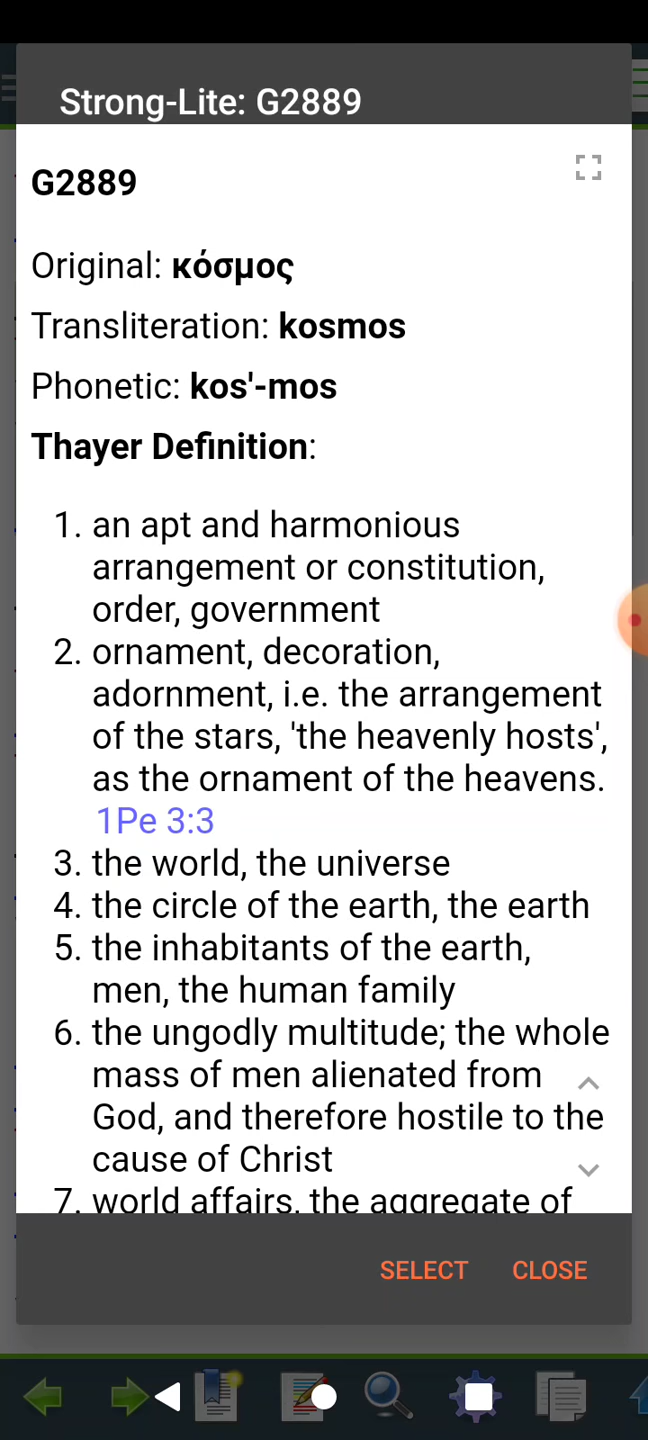 Strong-Lite: G2889
G2889
Original: κόσμος
Transliteration: kosmos
Phonetic: kos'-mos
Thayer Definition:
1. an apt and harmonious
arrangement or constitution,
order, government
2. ornament, decoration,
adornment, i.e. the arrangement
of the stars, 'the heavenly hosts',
as the ornament of the heavens.
1Pe 3:3
3. the world, the universe
4. the circle of the earth, the earth
5. the inhabitants of the earth,
men, the human family
6. the ungodly multitude; the whole
mass of men alienated from
God, and therefore hostile to the
cause of Christ
7. world affairs, the aggregate of
SELECT CLOSE